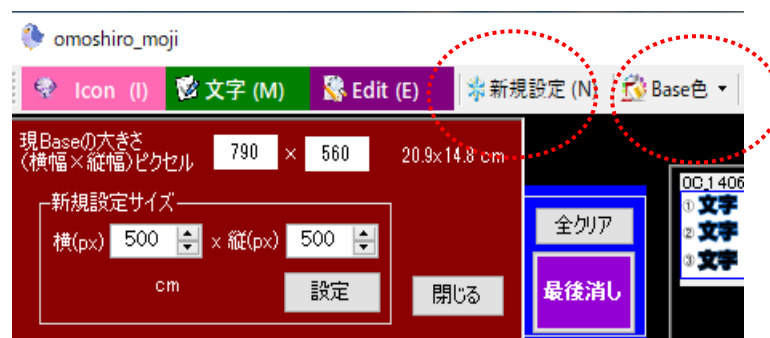 omoshiro_moji
Icon (I) 文字 (M) Edit (E) 新規設定 (N) Base色
現Baseの大きさ
(横幅×縦幅)ピクセル 790 × 560 20.9x14.8 cm
新規設定サイズ
横(px) 500 × 縦(px) 500
cm 設定 閉じる
全クリア
最後消し
0C_1406
① 文字
② 文字
③ 文字